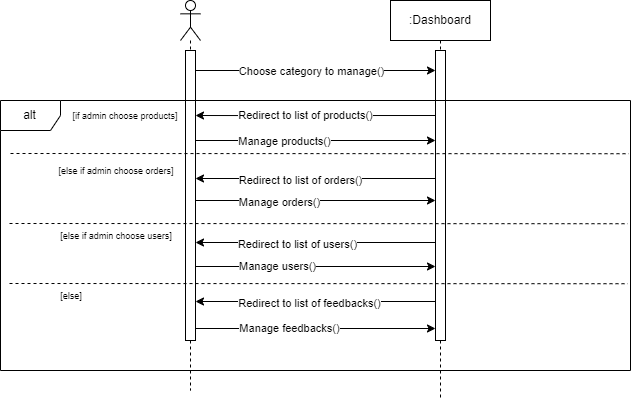 :Dashboard
Choose category to manage()
alt
[if admin choose products]
Redirect to list of products()
Manage products()
[else if admin choose orders]
Redirect to list of orders()
Manage orders()
[else if admin choose users]
Redirect to list of users()
Manage users()
[else]
Redirect to list of feedbacks()
Manage feedbacks()